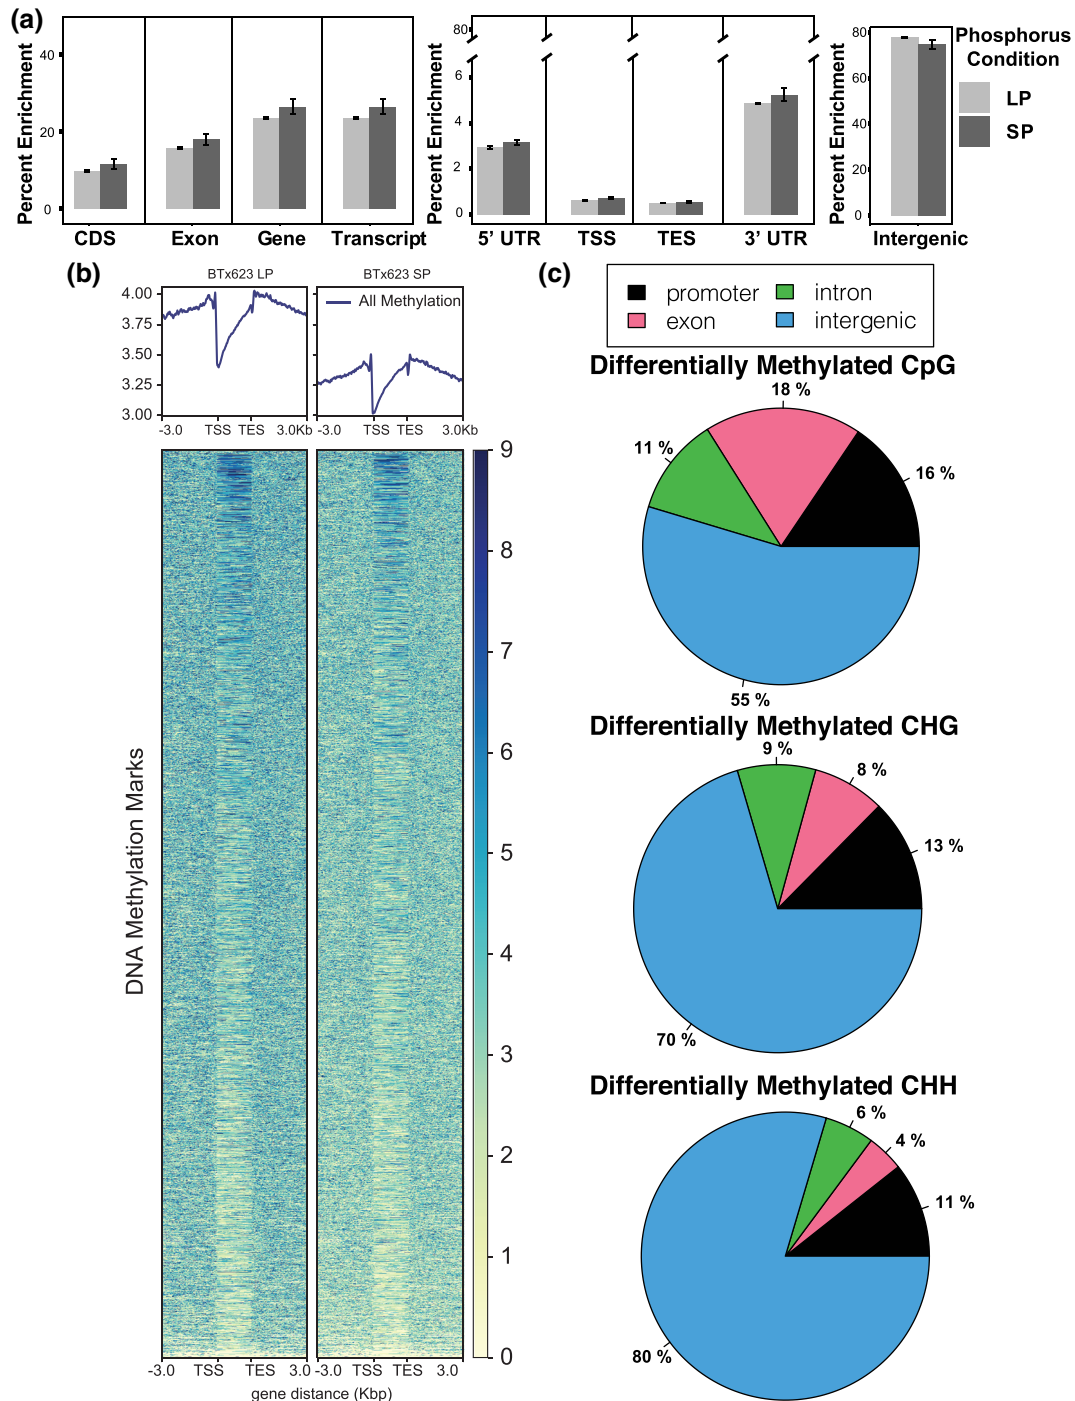 (a)
Percent Enrichment
40
20
0
CDS
Exon
Gene
Transcript
Percent Enrichment
80
6
4
2
0
5' UTR
TSS
TES
3' UTR
Percent Enrichment
80
60
40
20
0
Intergenic
Phosphorus
Condition
LP
SP
(b)
BTx623 LP
BTx623 SP
4.00
3.75
3.50
3.25
3.00
All Methylation
-3.0
TSS
TES
3.0Kb
-3.0
TSS
TES
3.0Kb
DNA Methylation Marks
9
8
7
6
5
4
3
2
1
0
-3.0
TSS
TES
3.0
-3.0
TSS
TES
3.0
gene distance (Kbp)
(c)
promoter
intron
exon
intergenic
Differentially Methylated CpG
18 %
11 %
16 %
55 %
Differentially Methylated CHG
9 %
8 %
13 %
70 %
Differentially Methylated CHH
6 %
4 %
11 %
80 %